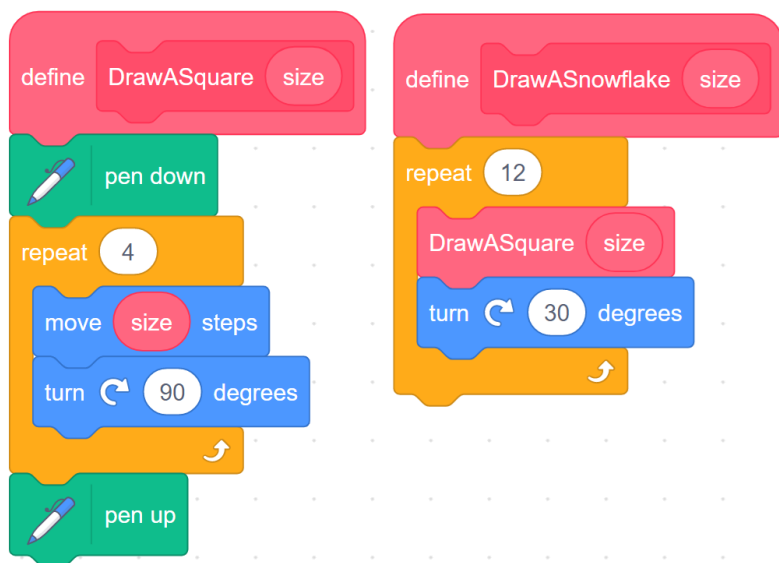 define DrawASquare size
pen down
repeat 4
move size steps
turn 90 degrees
pen up
define DrawASnowflake size
repeat 12
DrawASquare size
turn 30 degrees